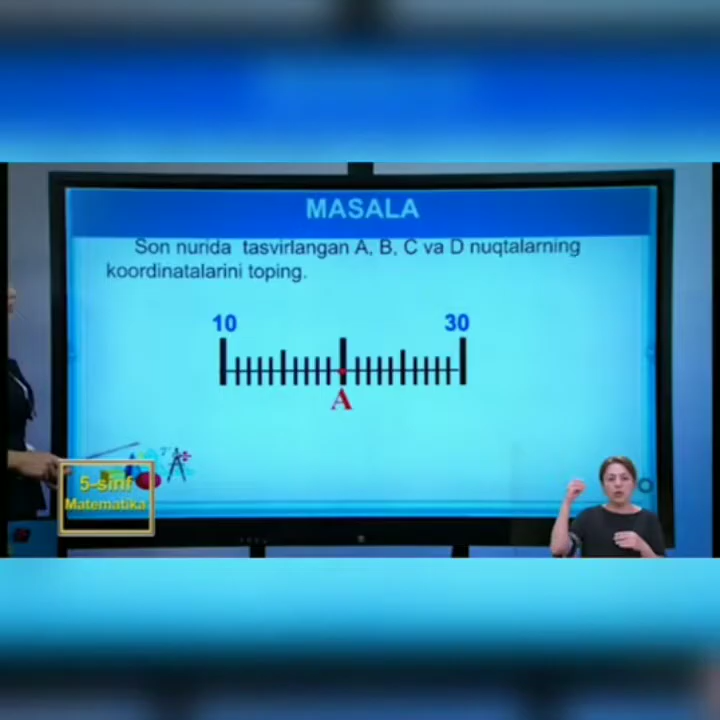 MASALA
Son nurida tasvirlangan A, B, C va D nuqtalarning
koordinatalarini toping.
10 30
A
5-sinf
Matematika